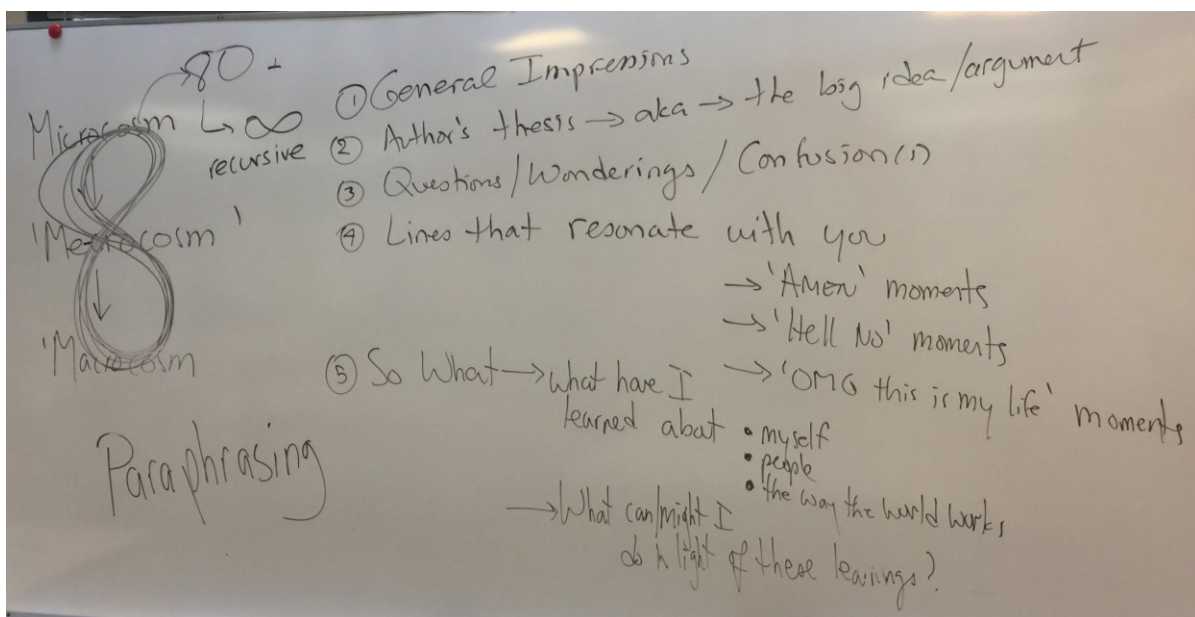 80
Microcosm ↳ ∞
recursive
'Mesocosm'
'Macrocosm
Paraphrasing
① General Impressions
② Author's thesis → aka → the big idea/argument
③ Questions/Wonderings/Confusion(s)
④ Lines that resonate with you
→ 'Amen' moments
→ 'Hell No' moments
→ 'OMG this is my life' moments
⑤ So What → what have I
learned about • myself
• people
• the way the world works
→ What can/might I
do in light of these learnings?